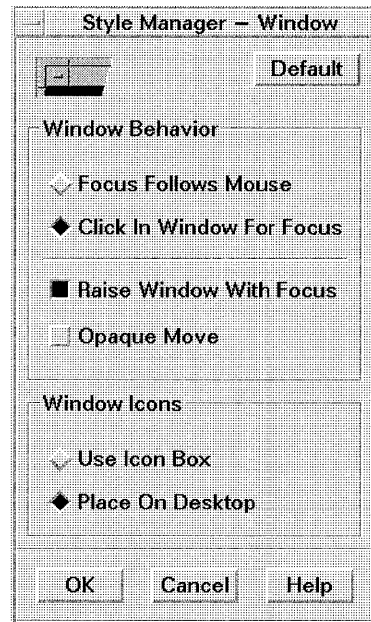 Style Manager – Window
Default
Window Behavior
Focus Follows Mouse
Click In Window For Focus
Raise Window With Focus
Opaque Move
Window Icons
Use Icon Box
Place On Desktop
OK
Cancel
Help